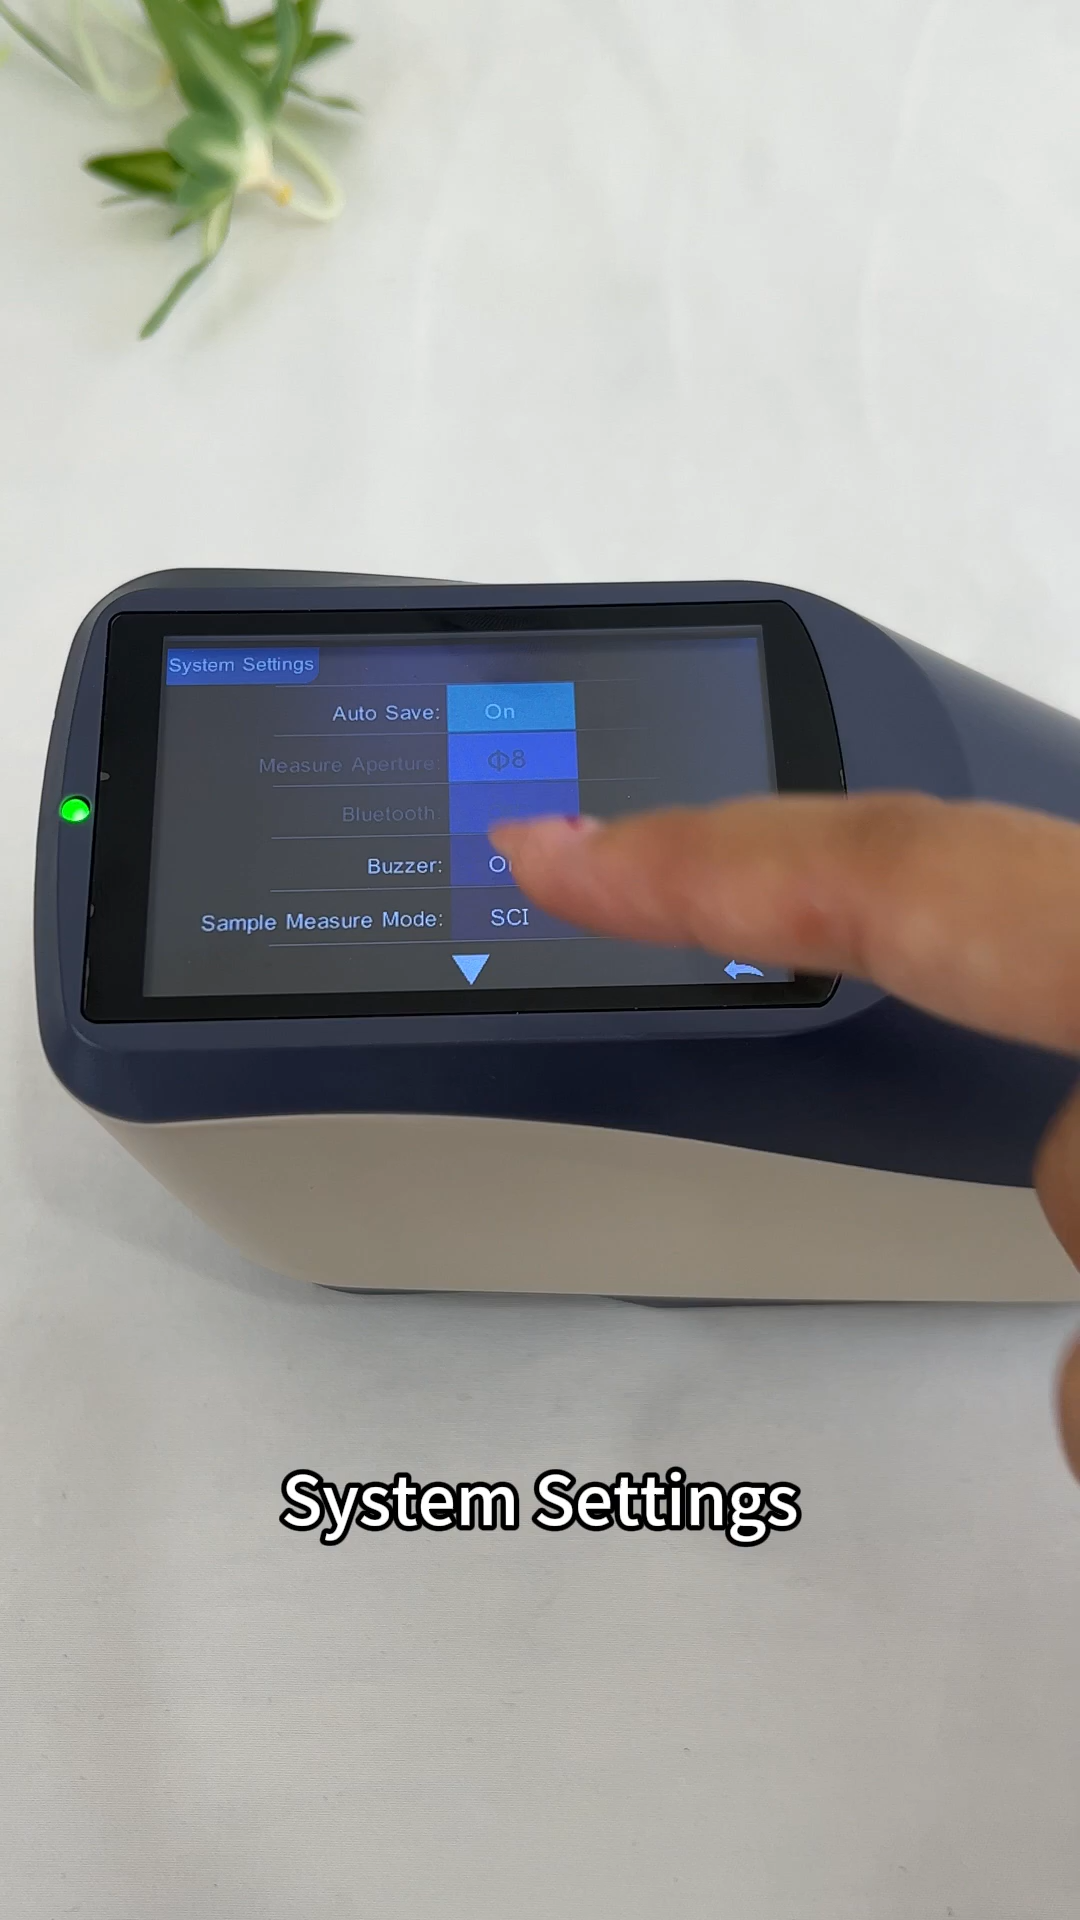 System Settings
Auto Save: On
Measure Aperture: Φ8
Bluetooth:
Buzzer:
Sample Measure Mode: SCI
System Settings